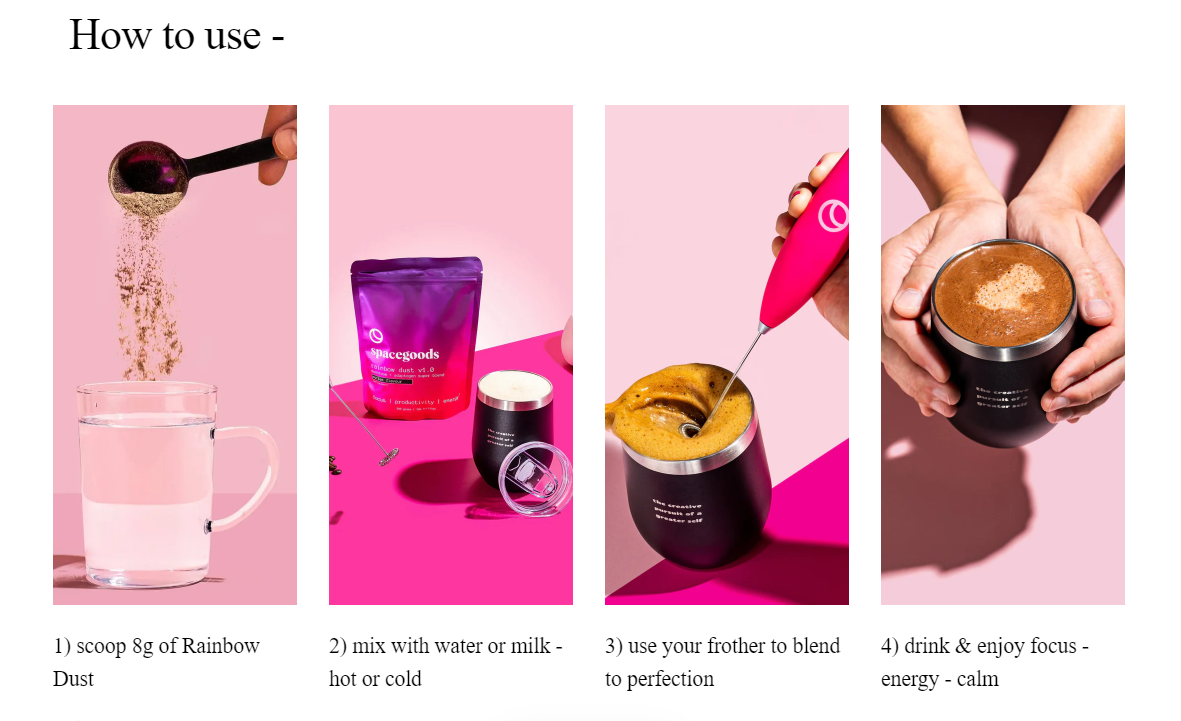 How to use -
spacegoods
rainbow dust v1.0
focus | productivity | energy
the creative
pursuit of a
greater self
the creative
pursuit of a
greater self
the creative
pursuit of a
greater self
1) scoop 8g of Rainbow
Dust
2) mix with water or milk -
hot or cold
3) use your frother to blend
to perfection
4) drink & enjoy focus -
energy - calm